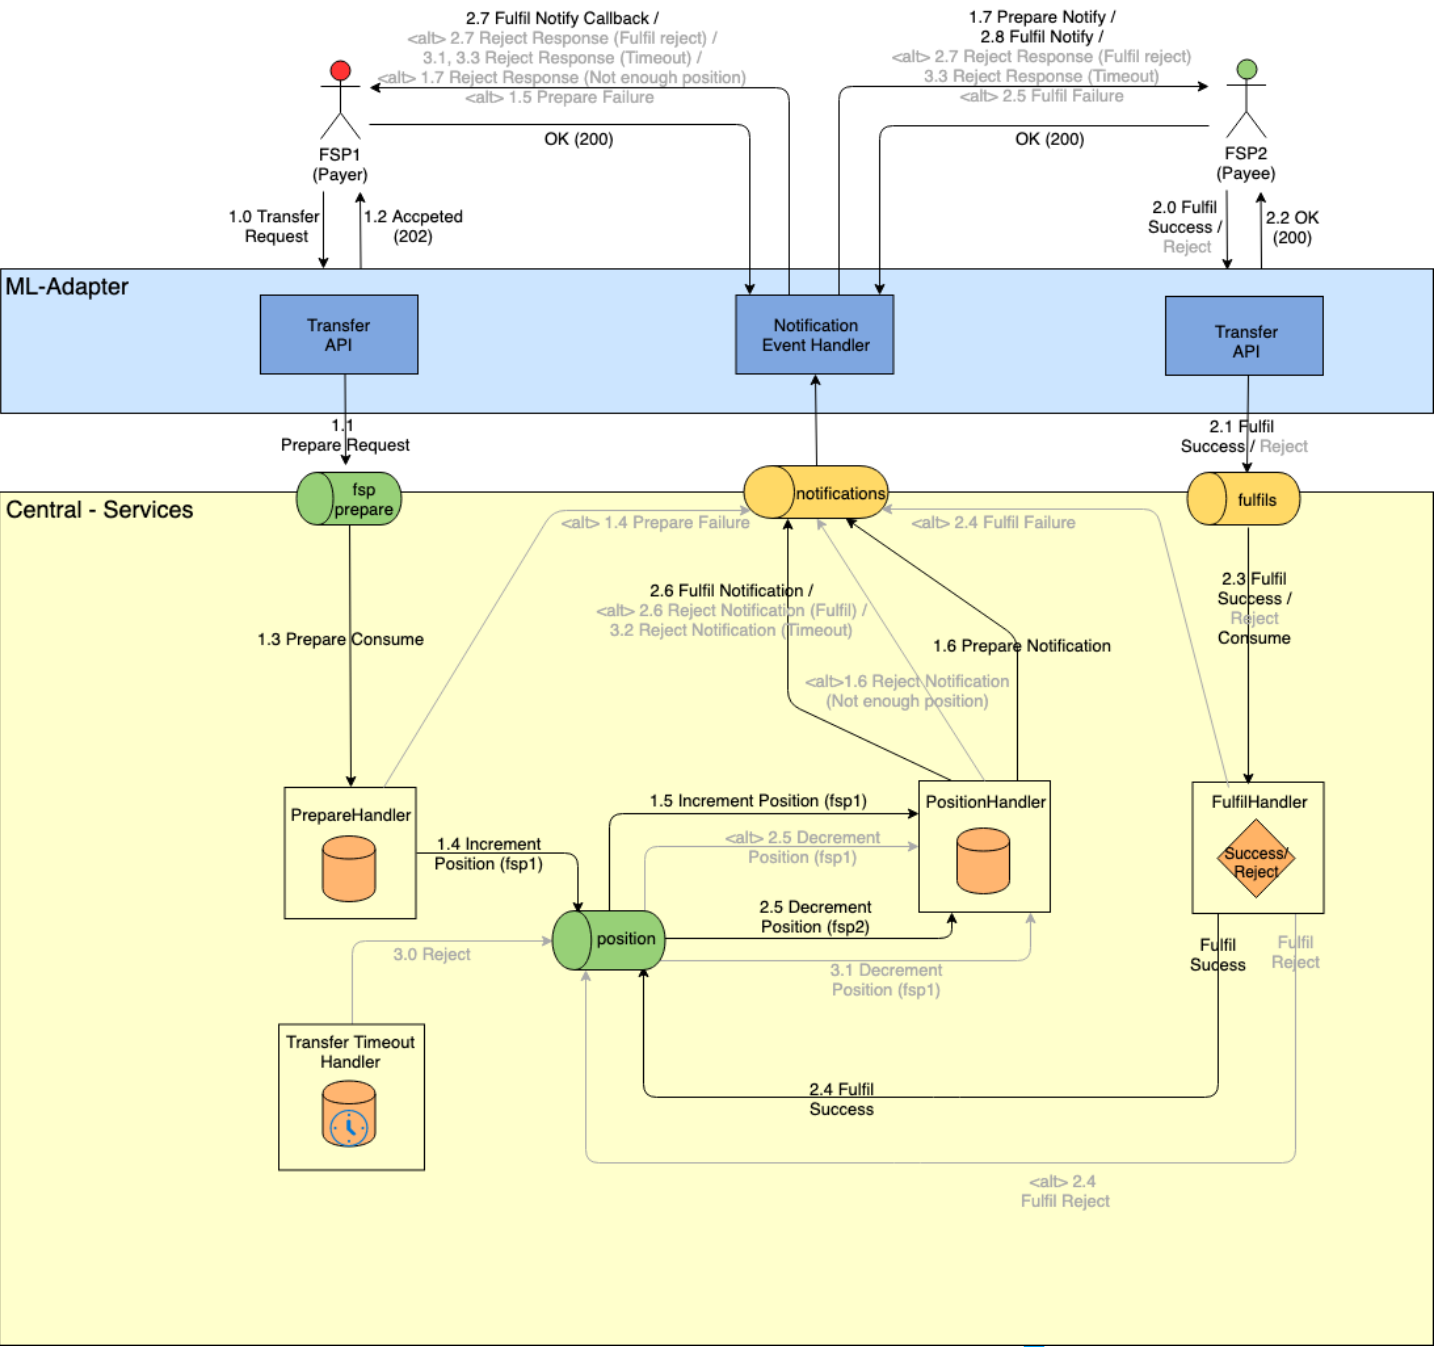 2.7 Fulfil Notify Callback /
<alt> 2.7 Reject Response (Fulfil reject) /
3.1, 3.3 Reject Response (Timeout) /
<alt> 1.7 Reject Response (Not enough position)
<alt> 1.5 Prepare Failure
1.7 Prepare Notify /
2.8 Fulfil Notify /
<alt> 2.7 Reject Response (Fulfil reject)
3.3 Reject Response (Timeout)
<alt> 2.5 Fulfil Failure
OK (200)
OK (200)
FSP1
(Payer)
FSP2
(Payee)
1.0 Transfer
Request
1.2 Accpeted
(202)
2.0 Fulfil
Success /
Reject
2.2 OK
(200)
ML-Adapter
Transfer
API
Notification
Event Handler
Transfer
API
1.1
Prepare Request
2.1 Fulfil
Success / Reject
Central - Services
fsp
prepare
notifications
fulfils
<alt> 1.4 Prepare Failure
<alt> 2.4 Fulfil Failure
2.6 Fulfil Notification /
<alt> 2.6 Reject Notification (Fulfil) /
3.2 Reject Notification (Timeout)
2.3 Fulfil
Success /
Reject
Consume
1.3 Prepare Consume
1.6 Prepare Notification
<alt>1.6 Reject Notification
(Not enough position)
PrepareHandler
1.4 Increment
Position (fsp1)
1.5 Increment Position (fsp1)
<alt> 2.5 Decrement
Position (fsp1)
PositionHandler
FulfilHandler
Success/
Reject
2.5 Decrement
Position (fsp2)
position
3.0 Reject
3.1 Decrement
Position (fsp1)
Fulfil
Sucess
Fulfil
Reject
Transfer Timeout
Handler
2.4 Fulfil
Success
<alt> 2.4
Fulfil Reject